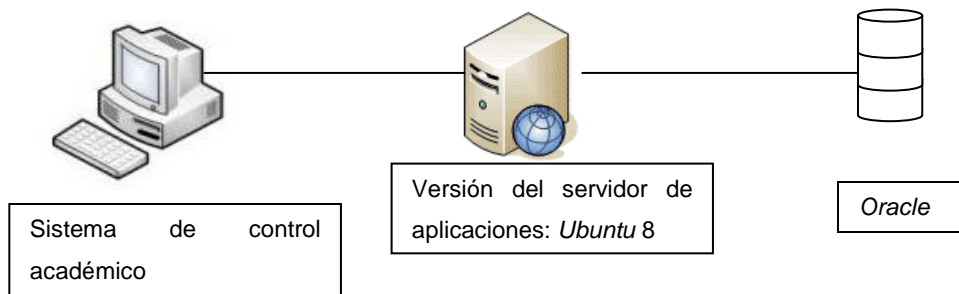 Sistema de control
académico
Versión del servidor de
aplicaciones: Ubuntu 8
Oracle